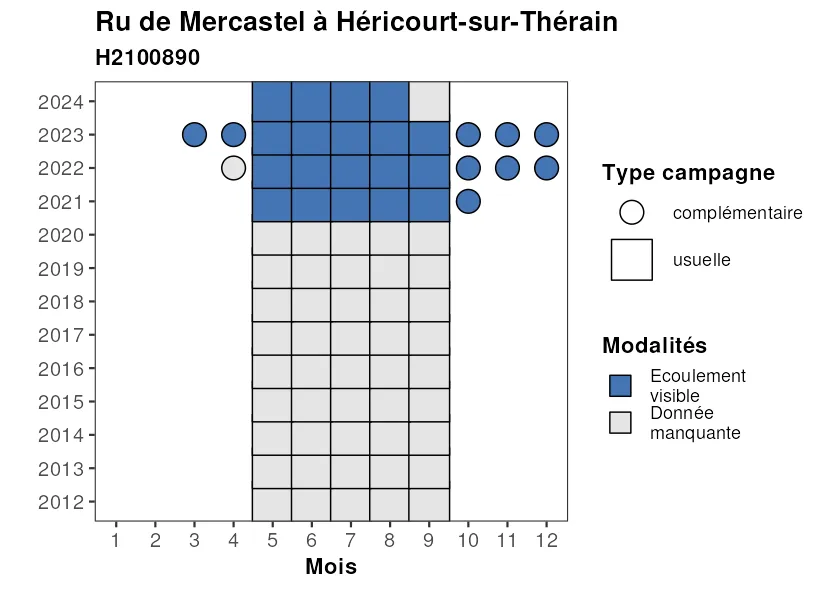 Ru de Mercastel à Héricourt-sur-Thérain
H2100890
2024
2023
2022
2021
2020
2019
2018
2017
2016
2015
2014
2013
2012
1 2 3 4 5 6 7 8 9 10 11 12
Mois
Type campagne
complémentaire
usuelle
Modalités
Ecoulement
visible
Donnée
manquante